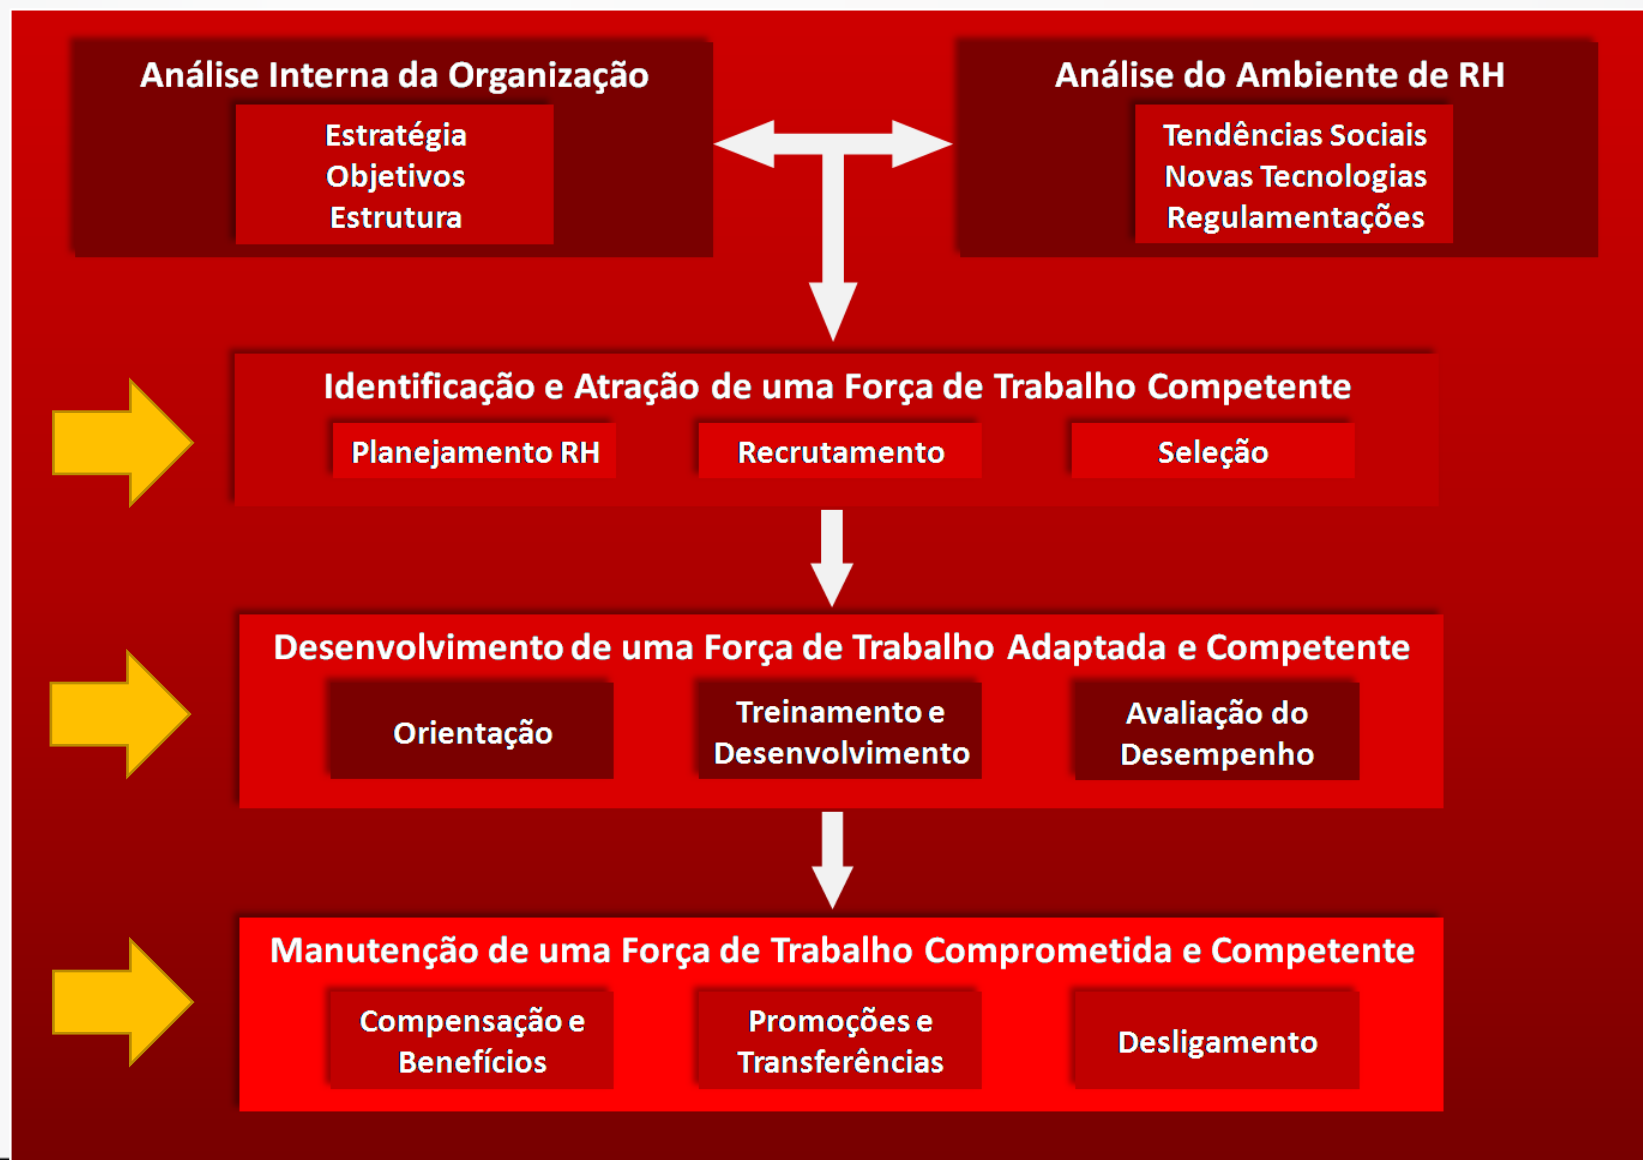 Análise Interna da Organização
Estratégia
Objetivos
Estrutura
Análise do Ambiente de RH
Tendências Sociais
Novas Tecnologias
Regulamentações
Identificação e Atração de uma Força de Trabalho Competente
Planejamento RH
Recrutamento
Seleção
Desenvolvimento de uma Força de Trabalho Adaptada e Competente
Orientação
Treinamento e
Desenvolvimento
Avaliação do
Desempenho
Manutenção de uma Força de Trabalho Comprometida e Competente
Compensação e
Benefícios
Promoções e
Transferências
Desligamento